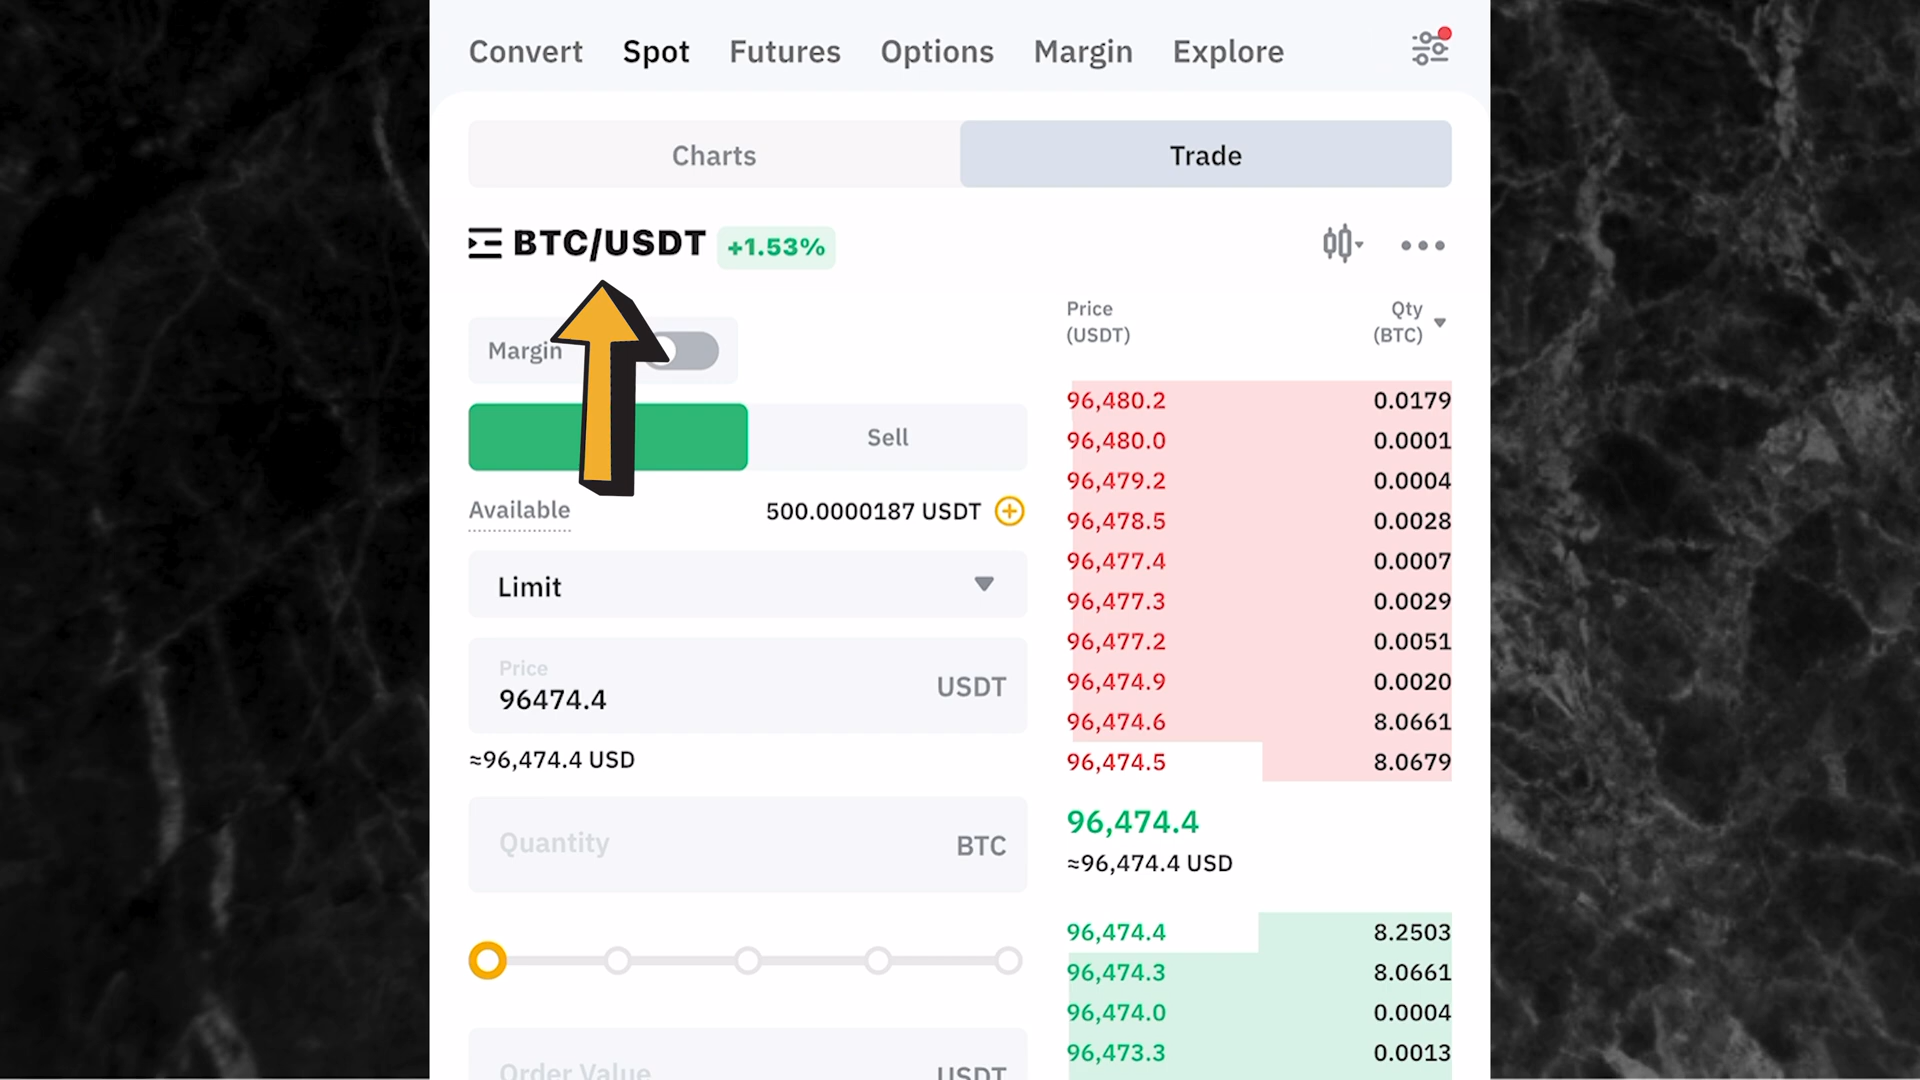 Convert Spot Futures Options Margin Explore
Charts Trade
BTC/USDT +1.53%
Margin
Sell
Available 500.0000187 USDT
Limit
Price
96474.4 USDT
≈96,474.4 USD
Quantity BTC
Order Value USDT
Price Qty
(USDT) (BTC)
96,480.2 0.0179
96,480.0 0.0001
96,479.2 0.0004
96,478.5 0.0028
96,477.4 0.0007
96,477.3 0.0029
96,477.2 0.0051
96,474.9 0.0020
96,474.6 8.0661
96,474.5 8.0679
96,474.4
≈96,474.4 USD
96,474.4 8.2503
96,474.3 8.0661
96,474.0 0.0004
96,473.3 0.0013